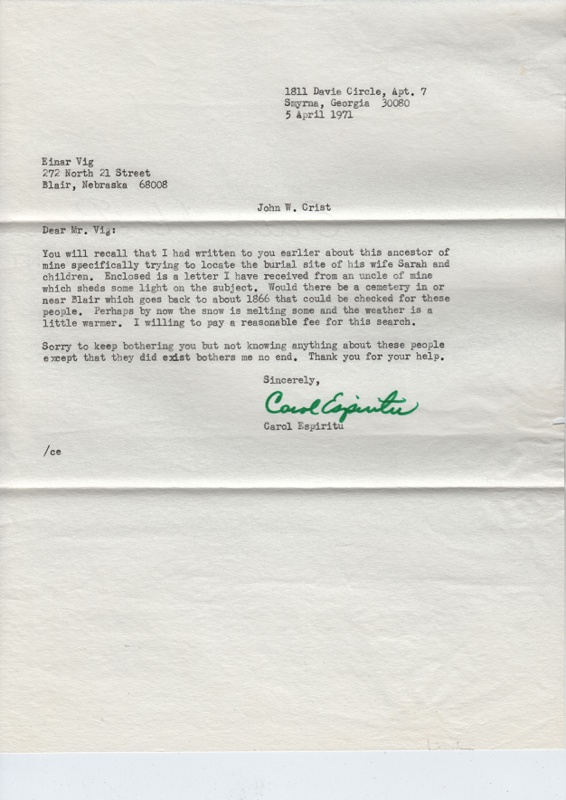 1811 Davie Circle, Apt. 7
Smyrna, Georgia 30080
5 April 1971
Einar Vig
272 North 21 Street
Blair, Nebraska 68008
John W. Crist
Dear Mr. Vig:
You will recall that I had written to you earlier about this ancestor of
mine specifically trying to locate the burial site of his wife Sarah and
children. Enclosed is a letter I have received from an uncle of mine
which sheds some light on the subject. Would there be a cemetery in or
near Blair which goes back to about 1866 that could be checked for these
people. Perhaps by now the snow is melting some and the weather is a
little warmer. I willing to pay a reasonable fee for this search.
Sorry to keep bothering you but not knowing anything about these people
except that they did exist bothers me no end. Thank you for your help.
Sincerely,
Carol Espiritu
Carol Espiritu
/ce